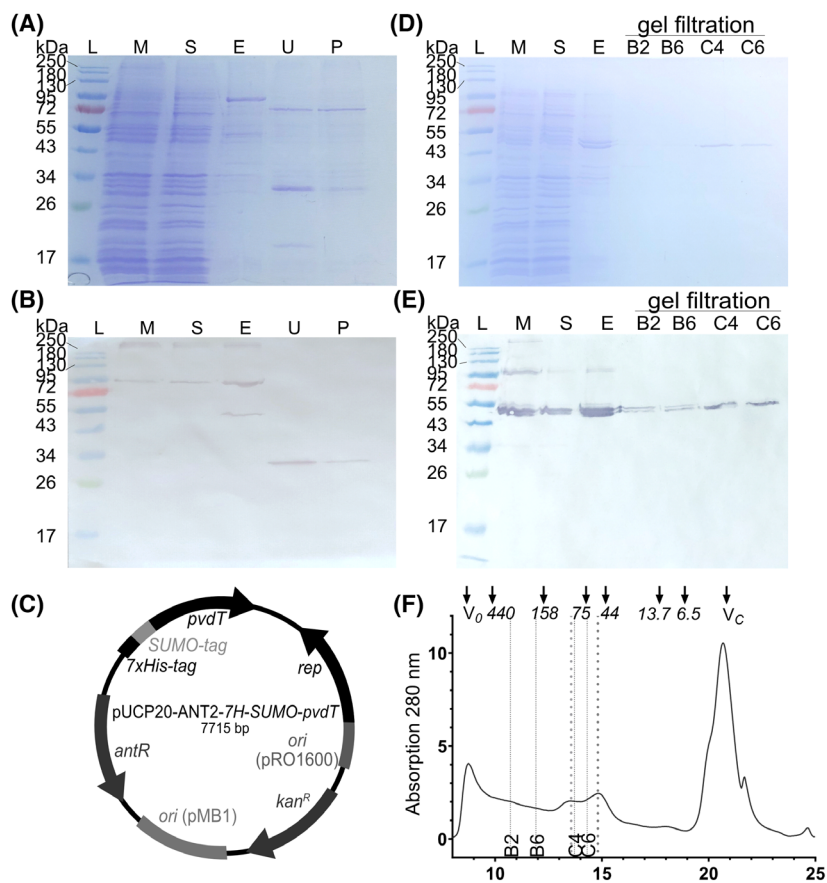 (A)
kDa L M S E U P
250
180
130
95
72
55
43
34
26
17
(D)
gel filtration
kDa L M S E B2 B6 C4 C6
250
180
130
95
72
55
43
34
26
17
(B)
kDa L M S E U P
250
180
130
95
72
55
43
34
26
17
(E)
gel filtration
kDa L M S E B2 B6 C4 C6
250
180
130
95
72
55
43
34
26
17
(C)
pvdT
SUMO-tag
7xHis-tag
rep
pUCP20-ANT2-7H-SUMO-pvdT
7715 bp
antR
ori
(pRO1600)
kanR
ori (pMB1)
(F)
V0 440 158 75 44 13.7 6.5 VC
Absorption 280 nm
10
5
0
B2 B6 C4 C6
10 15 20 25